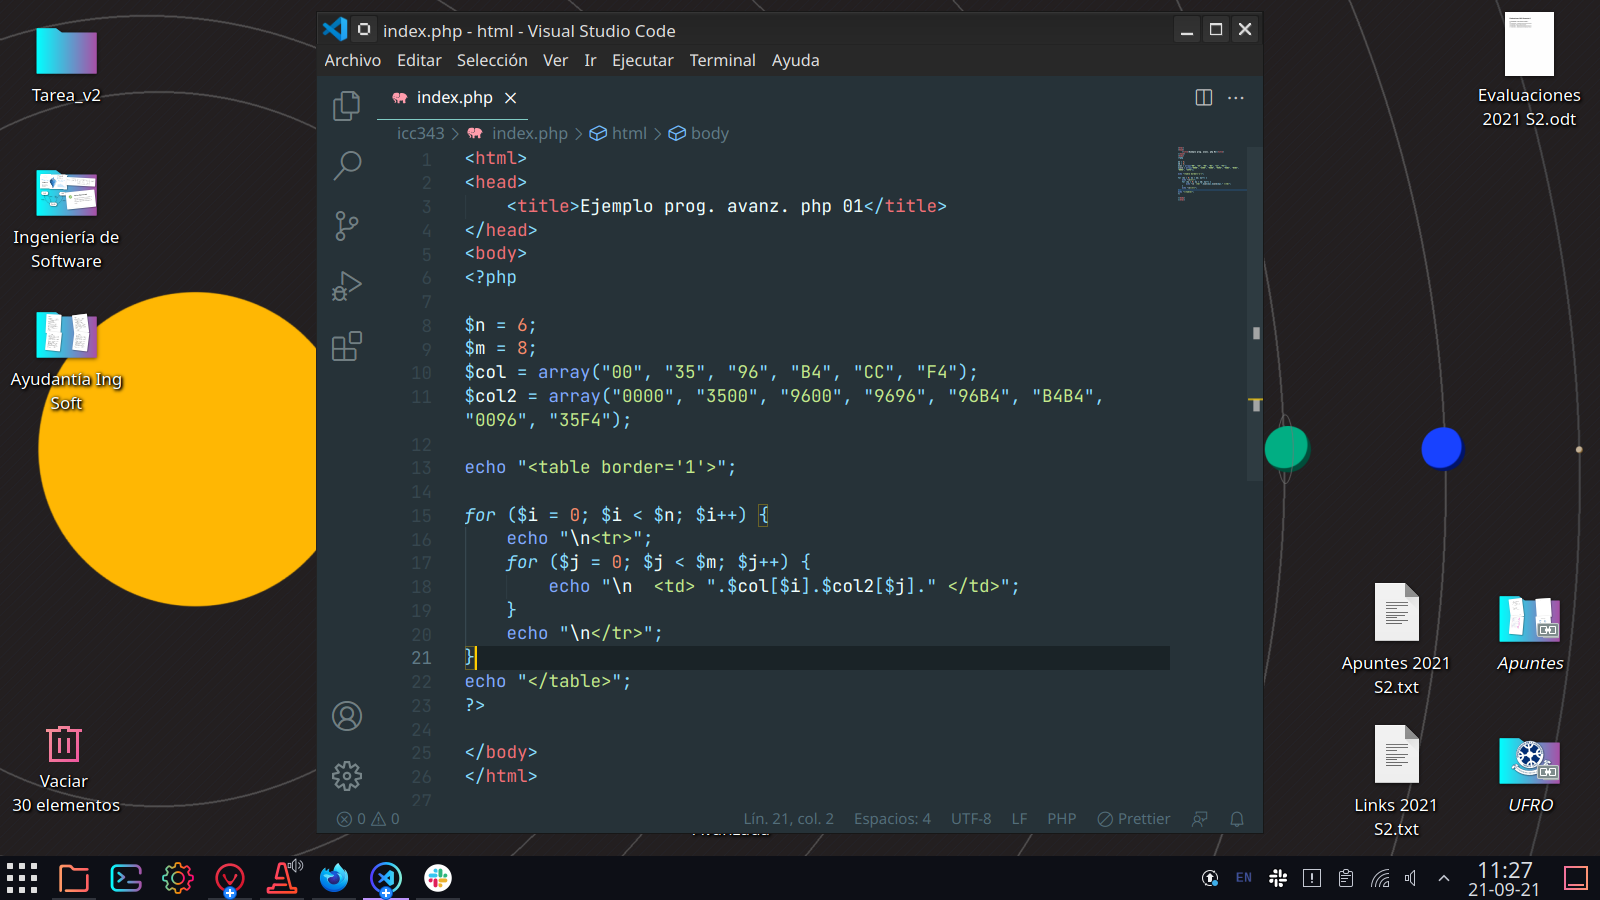 Tarea_v2
Ingeniería de
Software
Ayudantía Ing
Soft
Vaciar
30 elementos
index.php - html - Visual Studio Code
Archivo Editar Selección Ver Ir Ejecutar Terminal Ayuda
index.php
icc343 > index.php > html > body
1 <html>
2 <head>
3     <title>Ejemplo prog. avanz. php 01</title>
4 </head>
5 <body>
6 <?php
7
8 $n = 6;
9 $m = 8;
10 $col = array("00", "35", "96", "B4", "CC", "F4");
11 $col2 = array("0000", "3500", "9600", "9696", "96B4", "B4B4",
"0096", "35F4");
12
13 echo "<table border='1'>";
14
15 for ($i = 0; $i < $n; $i++) {
16     echo "\n<tr>";
17     for ($j = 0; $j < $m; $j++) {
18         echo "\n  <td> ".$col[$i].$col2[$j]." </td>";
19     }
20     echo "\n</tr>";
21 }
22 echo "</table>";
23 ?>
24
25 </body>
26 </html>
27
0 0 Lín. 21, col. 2 Espacios: 4 UTF-8 LF PHP Prettier
Evaluaciones
2021 S2.odt
Apuntes 2021
S2.txt
Apuntes
Links 2021
S2.txt
UFRO
EN
11:27
21-09-21